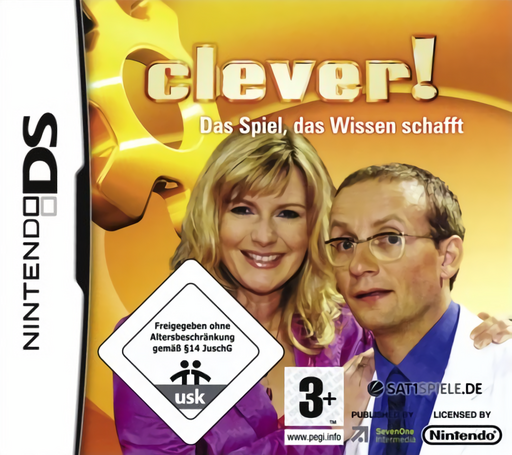 NINTENDO DS
clever!
Das Spiel, das Wissen schafft
Freigegeben ohne
Altersbeschränkung
gemäß §14 JuschG
usk
3+
™
www.pegi.info
SAT1SPIELE.DE
PUBLISHED BY
SevenOne
Intermedia
LICENSED BY
Nintendo